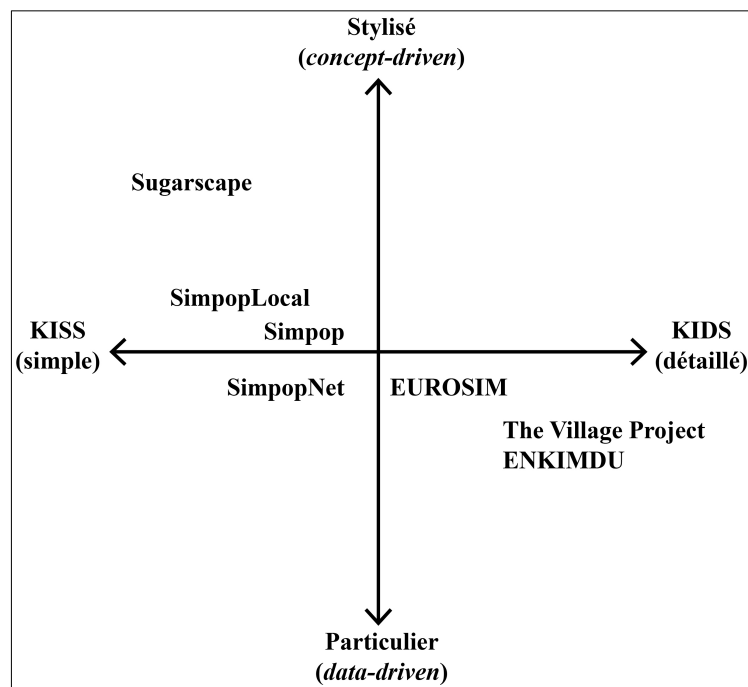 Stylisé
(concept-driven)
Sugarscape
SimpopLocal
Simpop
KISS
(simple)
KIDS
(détaillé)
SimpopNet
EUROSIM
The Village Project
ENKIMDU
Particulier
(data-driven)